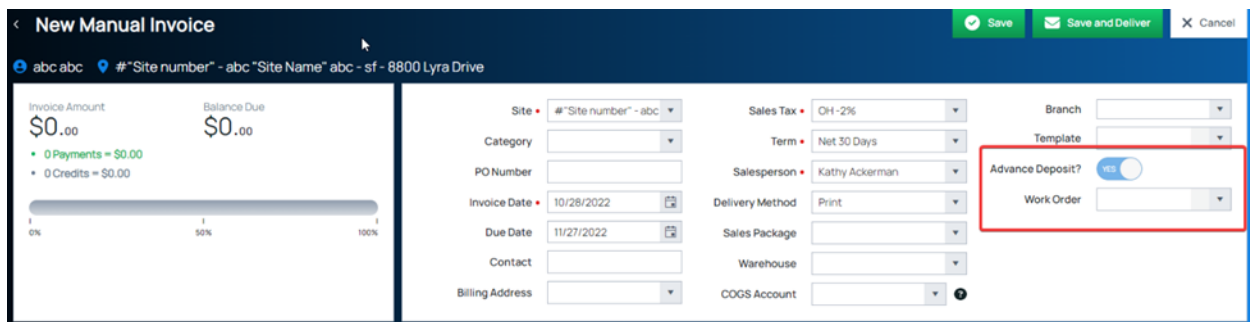 New Manual Invoice
Save
Save and Deliver
Cancel
abc abc #"Site number" - abc "Site Name" abc - sf - 8800 Lyra Drive
Invoice Amount
$0.00
Balance Due
$0.00
0 Payments = $0.00
0 Credits = $0.00
0%
50%
100%
Site • #"Site number" - abc
Category
PO Number
Invoice Date • 10/28/2022
Due Date 11/27/2022
Contact
Billing Address
Sales Tax • OH -2%
Term • Net 30 Days
Salesperson • Kathy Ackerman
Delivery Method Print
Sales Package
Warehouse
COGS Account ?
Branch
Template
Advance Deposit? YES
Work Order